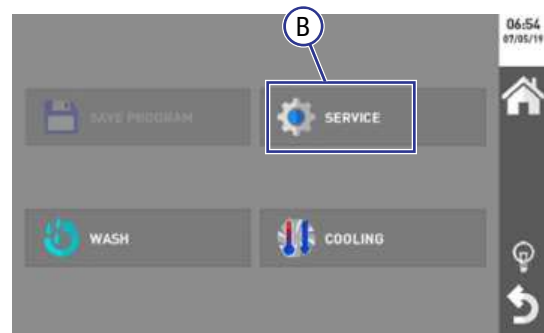 B
06:54
07/05/19
SAVE PROGRAM
SERVICE
WASH
COOLING